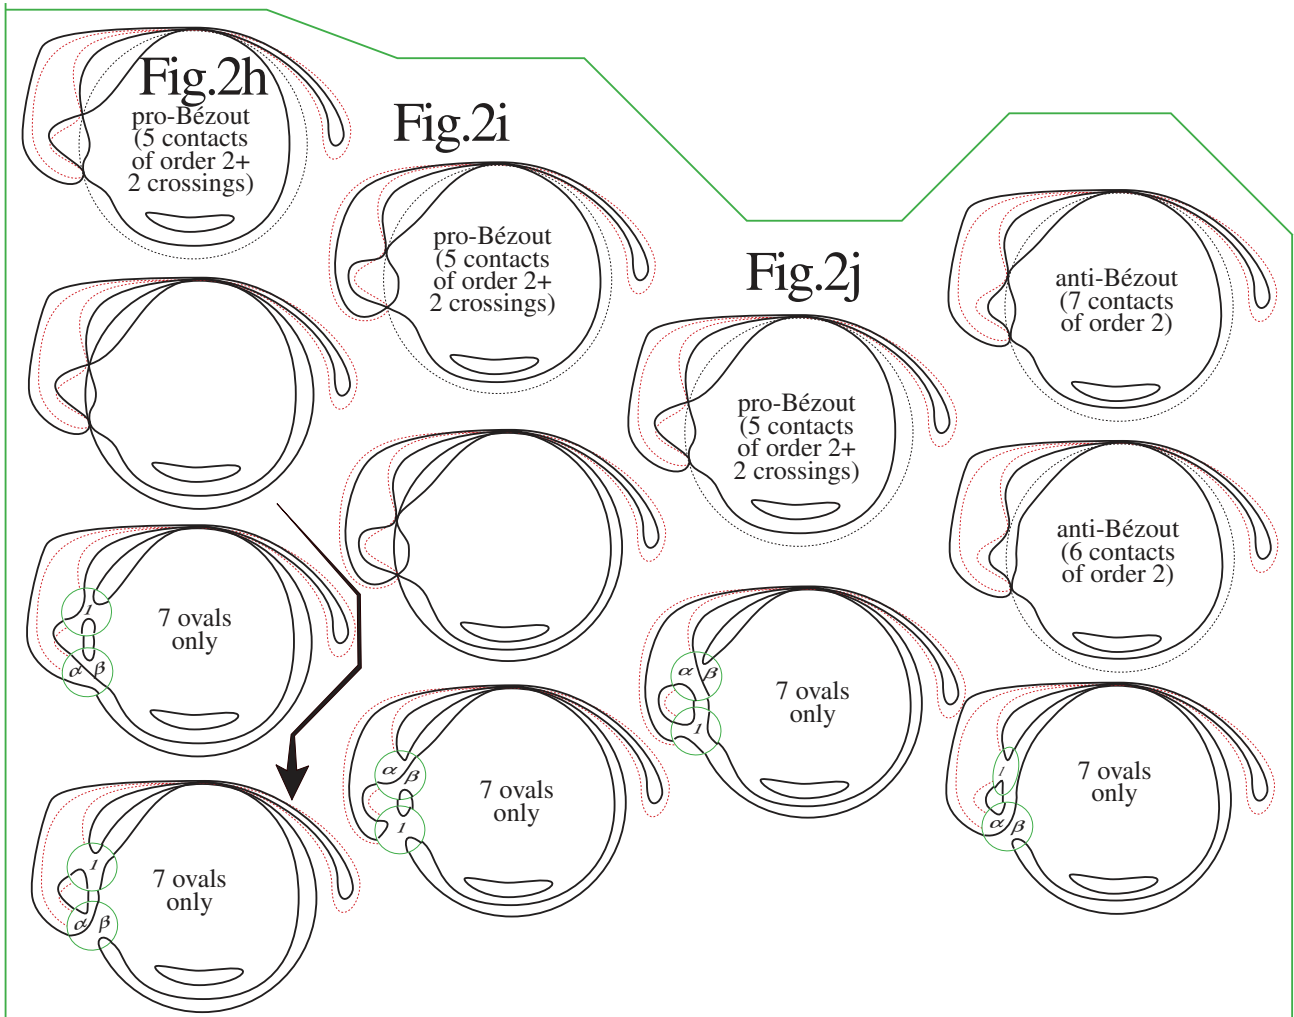 Fig.2h
pro-Bézout
(5 contacts
of order 2+
2 crossings)
7 ovals
only
1
α β
7 ovals
only
1
α β
Fig.2i
pro-Bézout
(5 contacts
of order 2+
2 crossings)
7 ovals
only
α β
1
Fig.2j
pro-Bézout
(5 contacts
of order 2+
2 crossings)
7 ovals
only
α β
1
anti-Bézout
(7 contacts
of order 2)
anti-Bézout
(6 contacts
of order 2)
7 ovals
only
1
α β